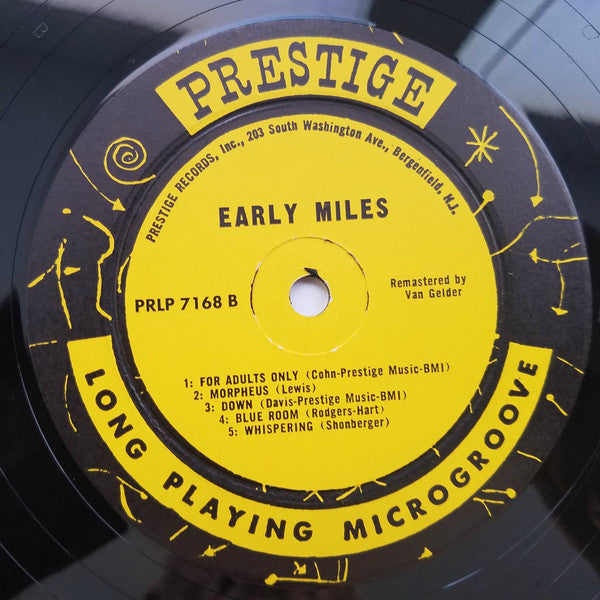 PRESTIGE
PRESTIGE RECORDS, Inc., 203 South Washington Ave., Bergenfield, N.J.
EARLY MILES
PRLP 7168 B
Remastered by
Van Gelder
1: FOR ADULTS ONLY (Cohn-Prestige Music-BMI)
2: MORPHEUS (Lewis)
3: DOWN (Davis-Prestige Music-BMI)
4: BLUE ROOM (Rodgers-Hart)
5: WHISPERING (Shonberger)
LONG PLAYING MICROGROOVE